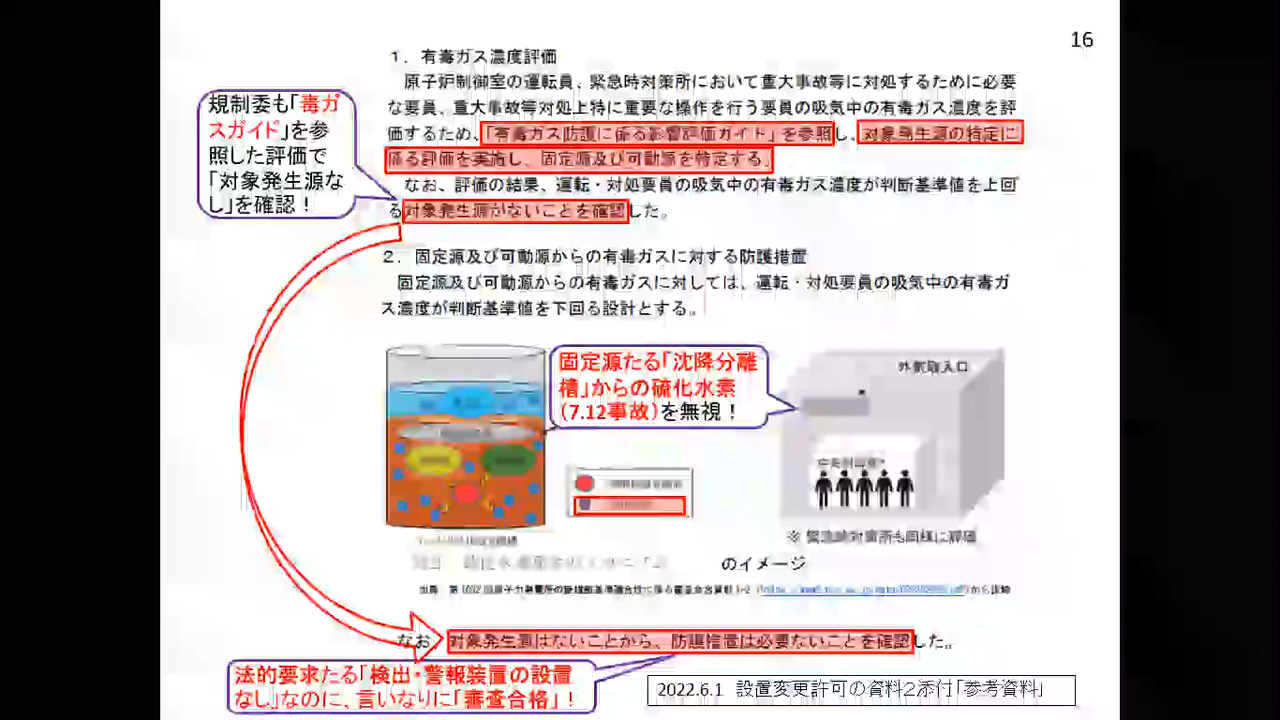 16
1．有毒ガス濃度評価
原子炉制御室の運転員、緊急時対策所において重大事故等に対処するために必要
な要員、重大事故等対処上特に重要な操作を行う要員の吸気中の有毒ガス濃度を評
価するため、「有毒ガス防護に係る影響評価ガイド」を参照し、対象発生源の特定に
係る評価を実施し、固定源及び可動源を特定する」
なお、評価の結果、運転・対処要員の吸気中の有毒ガス濃度が判断基準値を上回
る対象発生源がないことを確認した。
規制委も「毒ガ
スガイド」を参
照した評価で
「対象発生源な
し」を確認！
2．固定源及び可動源からの有毒ガスに対する防護措置
固定源及び可動源からの有毒ガスに対しては、運転・対処要員の吸気中の有毒ガ
ス濃度が判断基準値を下回る設計とする。
固定源たる「沈降分離
槽」からの硫化水素
（7.12事故）を無視！
外気取入口
※ 緊急時対策所も同様に評価
のイメージ
なお、対象発生源はないことから、防護措置は必要ないことを確認した。
法的要求たる「検出・警報装置の設置
なし」なのに、言いなりに「審査合格」！
2022.6.1 設置変更許可の資料2添付「参考資料」